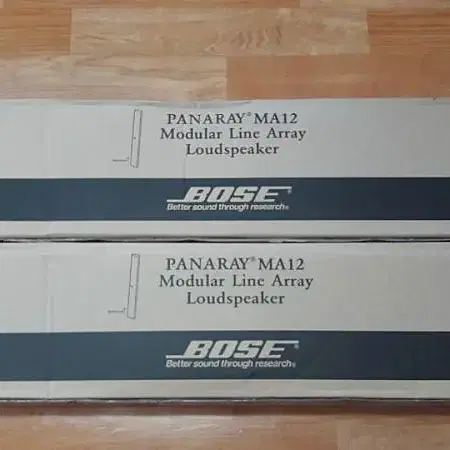 PANARAY® MA12
Modular Line Array
Loudspeaker
BOSE®
Better sound through research®
PANARAY® MA12
Modular Line Array
Loudspeaker
BOSE®
Better sound through research®